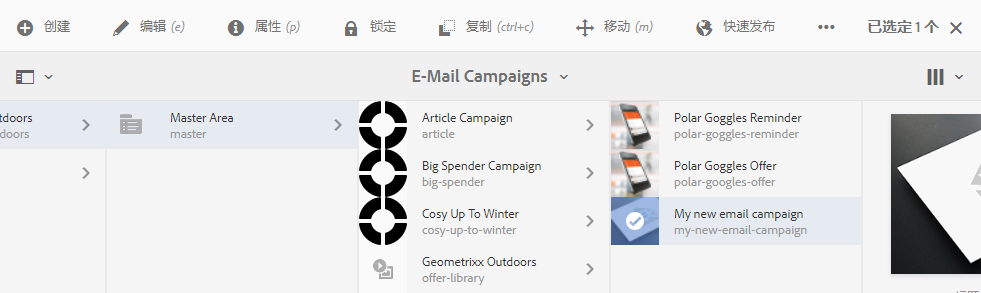 创建 编辑 (e) 属性 (p) 锁定 复制 (ctrl+c) 移动 (m) 快速发布 ••• 已选定 1 个
E-Mail Campaigns
Master Area
master
Article Campaign
article
Big Spender Campaign
big-spender
Cosy Up To Winter
cosy-up-to-winter
Geometrixx Outdoors
offer-library
Polar Goggles Reminder
polar-goggles-reminder
Polar Goggles Offer
polar-googles-offer
My new email campaign
my-new-email-campaign